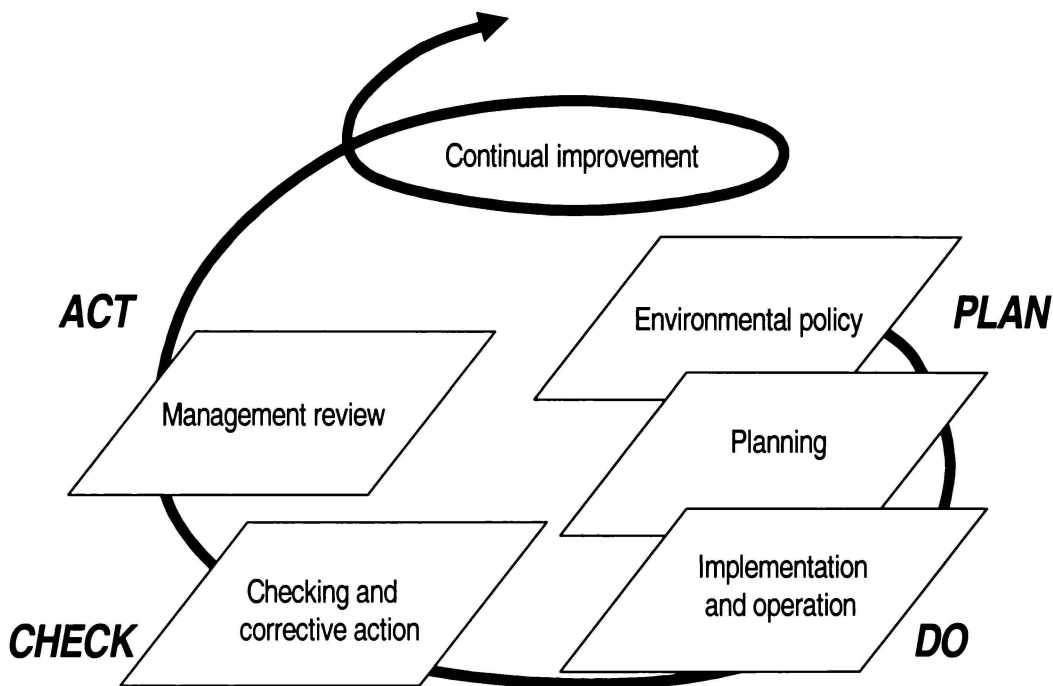 Continual improvement
ACT
PLAN
Environmental policy
Management review
Planning
Implementation
and operation
Checking and
corrective action
CHECK
DO